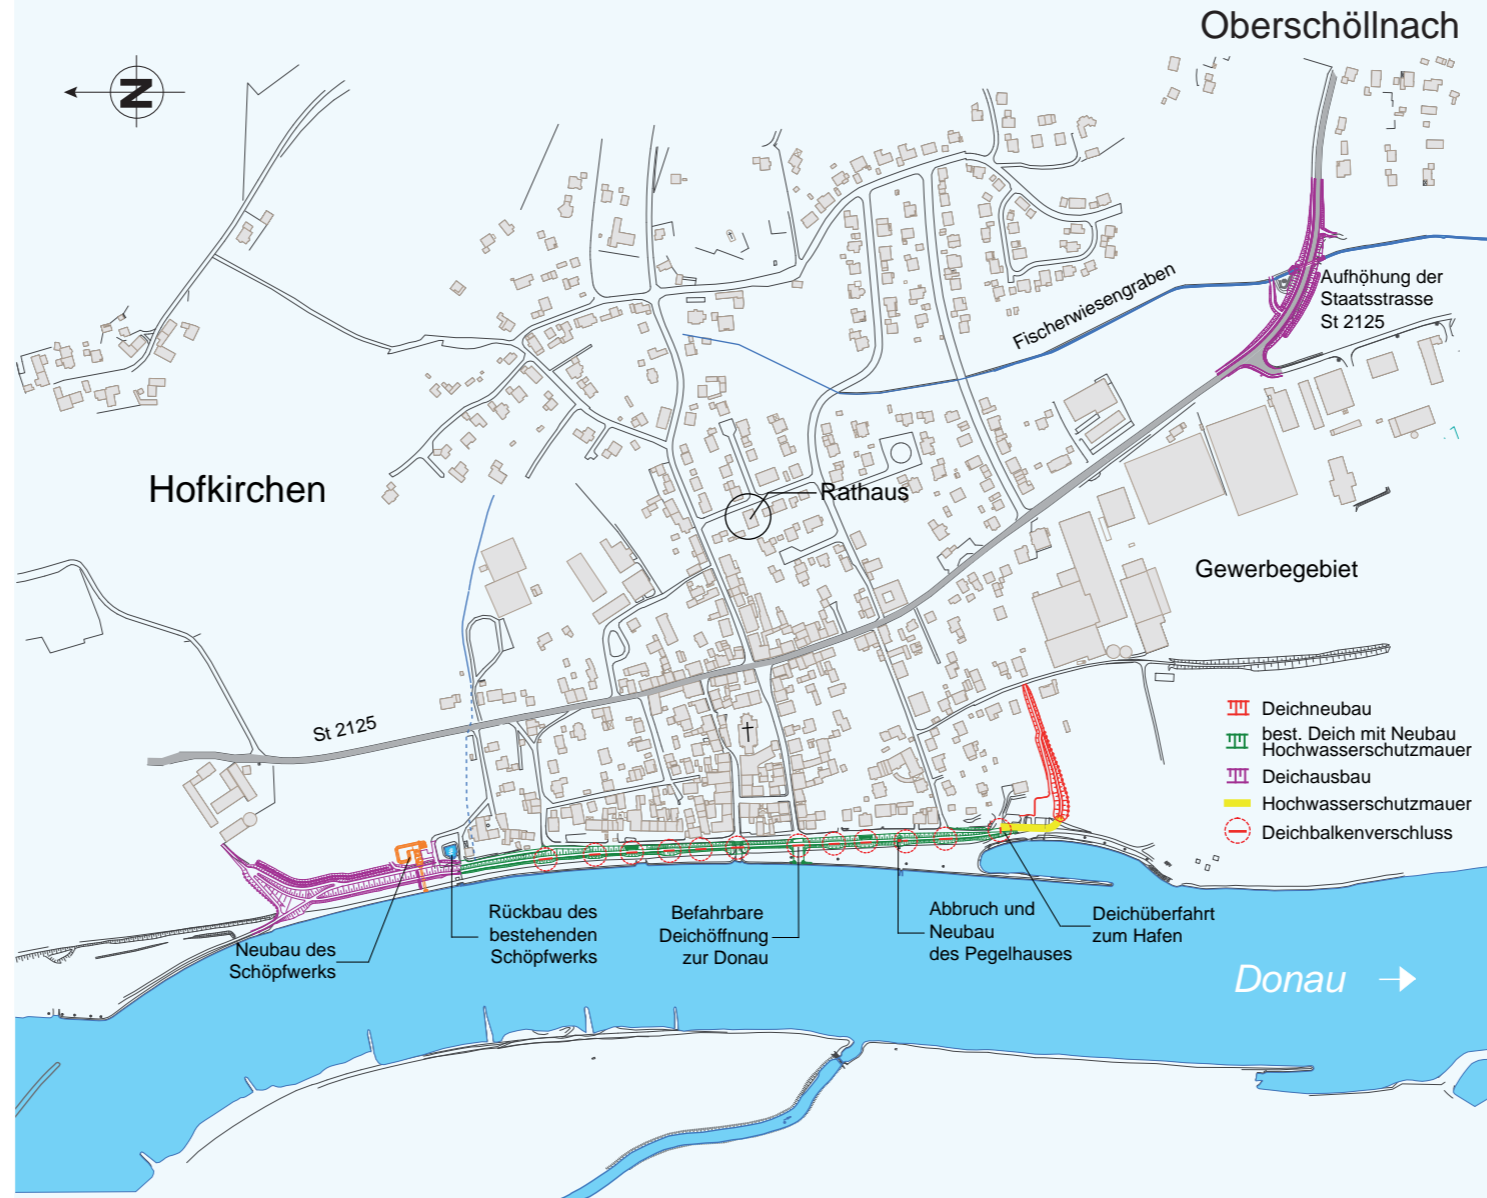 Oberschöllnach
N
Aufhöhung der
Staatsstrasse
St 2125
Fischerwiesengraben
Hofkirchen
Rathaus
Gewerbegebiet
St 2125
Deichneubau
best. Deich mit Neubau
Hochwasserschutzmauer
Deichausbau
Hochwasserschutzmauer
Deichbalkenverschluss
Neubau des
Schöpfwerks
Rückbau des
bestehenden
Schöpfwerks
Befahrbare
Deichöffnung
zur Donau
Abbruch und
Neubau
des Pegelhauses
Deichüberfahrt
zum Hafen
Donau